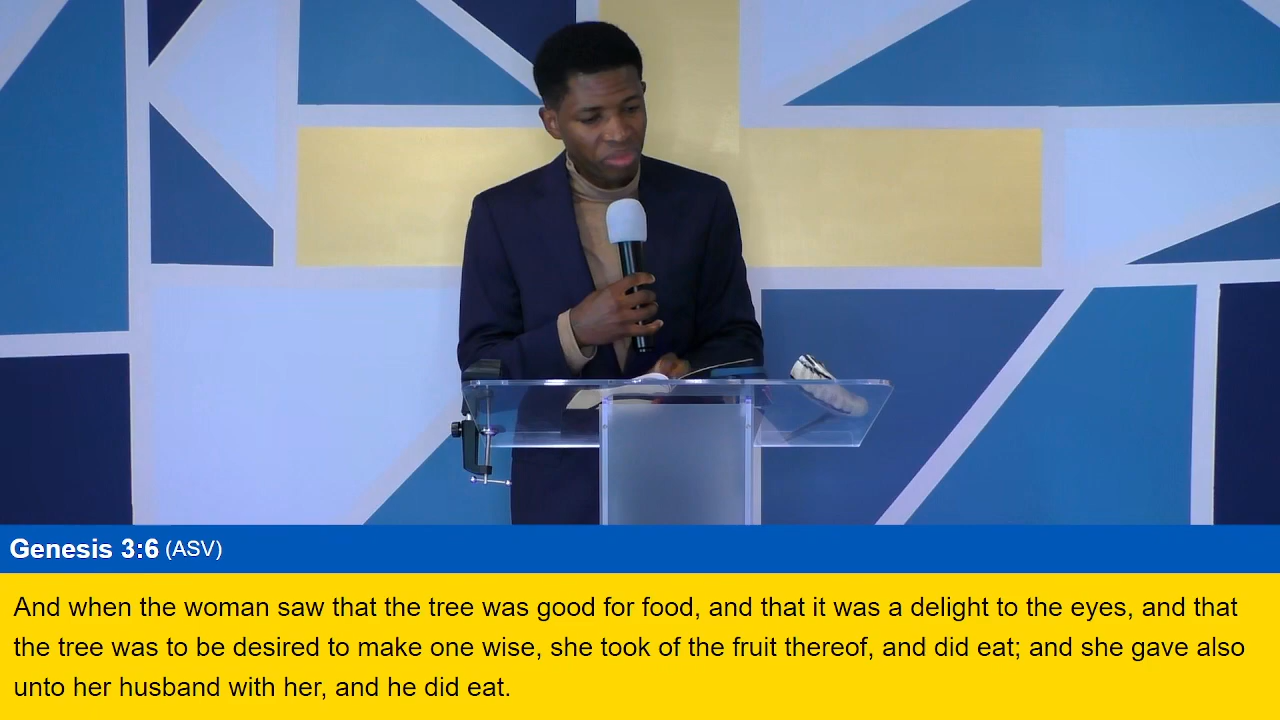 Genesis 3:6 (ASV)
And when the woman saw that the tree was good for food, and that it was a delight to the eyes, and that
the tree was to be desired to make one wise, she took of the fruit thereof, and did eat; and she gave also
unto her husband with her, and he did eat.